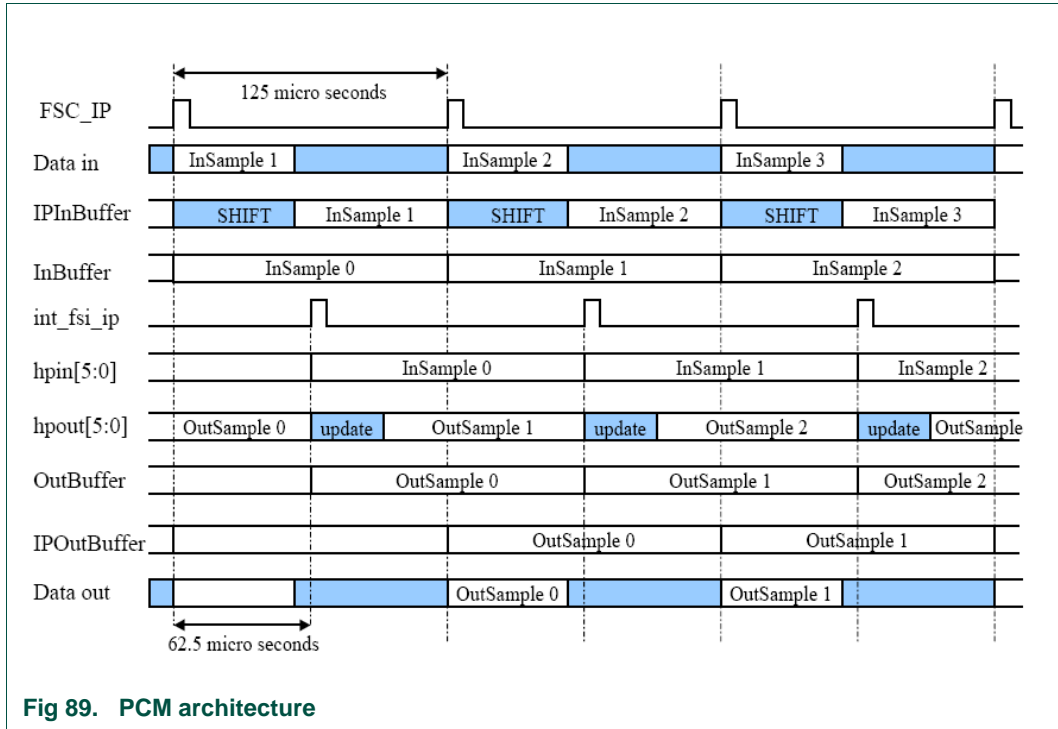 125 micro seconds
FSC_IP
Data in InSample 1 InSample 2 InSample 3
IPInBuffer SHIFT InSample 1 SHIFT InSample 2 SHIFT InSample 3
InBuffer InSample 0 InSample 1 InSample 2
int_fsi_ip
hpin[5:0] InSample 0 InSample 1 InSample 2
hpout[5:0] OutSample 0 update OutSample 1 update OutSample 2 update OutSample
OutBuffer OutSample 0 OutSample 1 OutSample 2
IPOutBuffer OutSample 0 OutSample 1
Data out OutSample 0 OutSample 1
62.5 micro seconds
Fig 89. PCM architecture